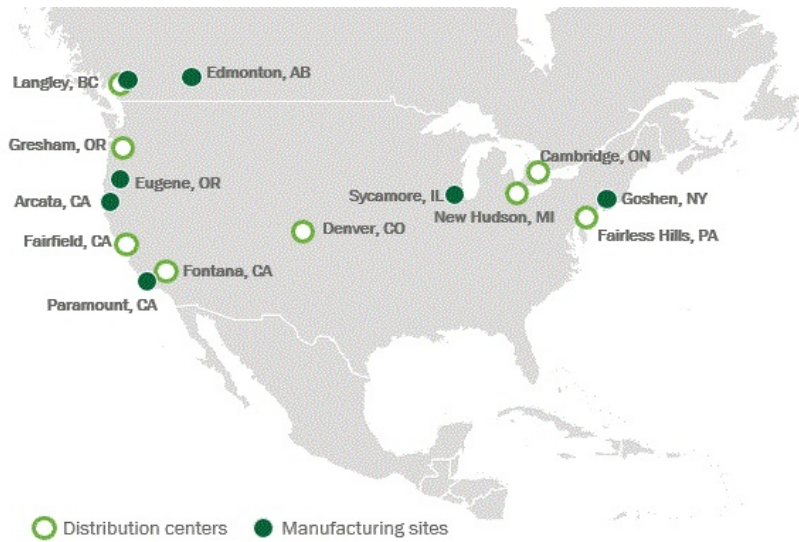 Langley, BC
Edmonton, AB
Gresham, OR
Cambridge, ON
Eugene, OR
Arcata, CA
Sycamore, IL
Goshen, NY
New Hudson, MI
Denver, CO
Fairless Hills, PA
Fairfield, CA
Fontana, CA
Paramount, CA
Distribution centers
Manufacturing sites